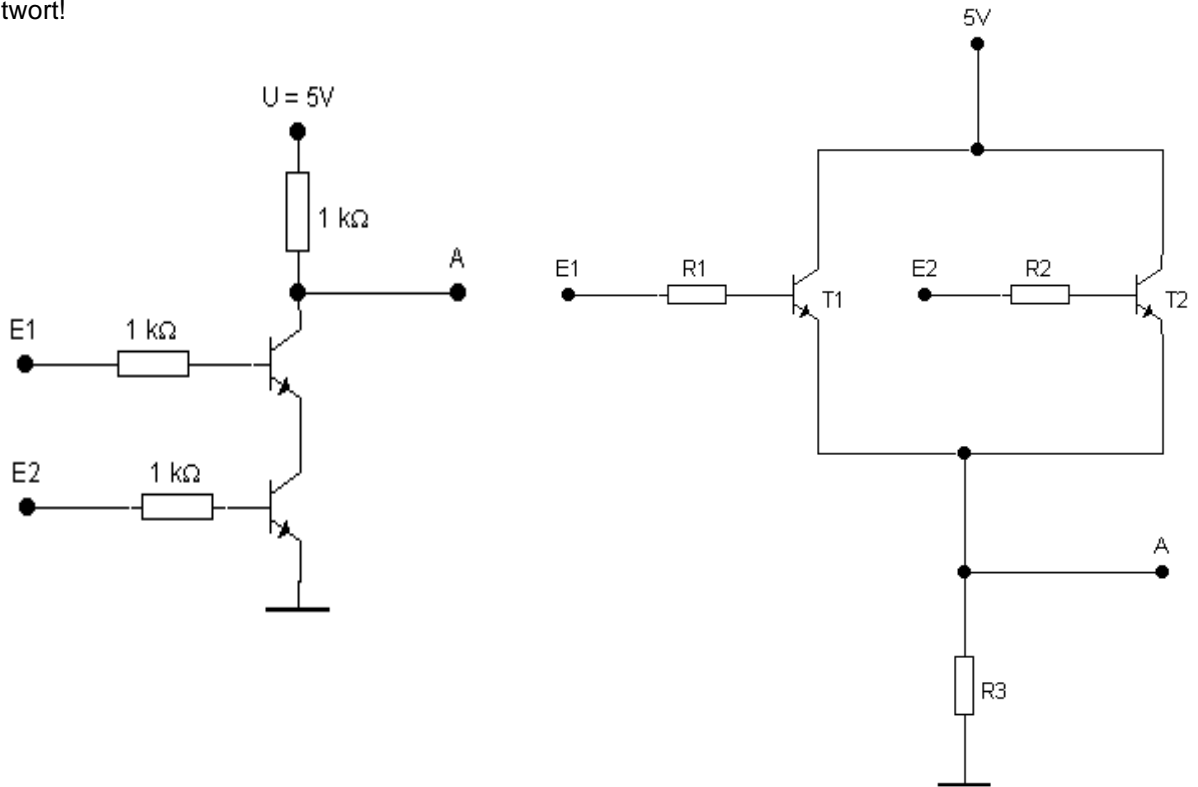 twort!
U = 5V
1 kΩ
A
E1
1 kΩ
E2
1 kΩ
5V
E1
R1
T1
E2
R2
T2
A
R3